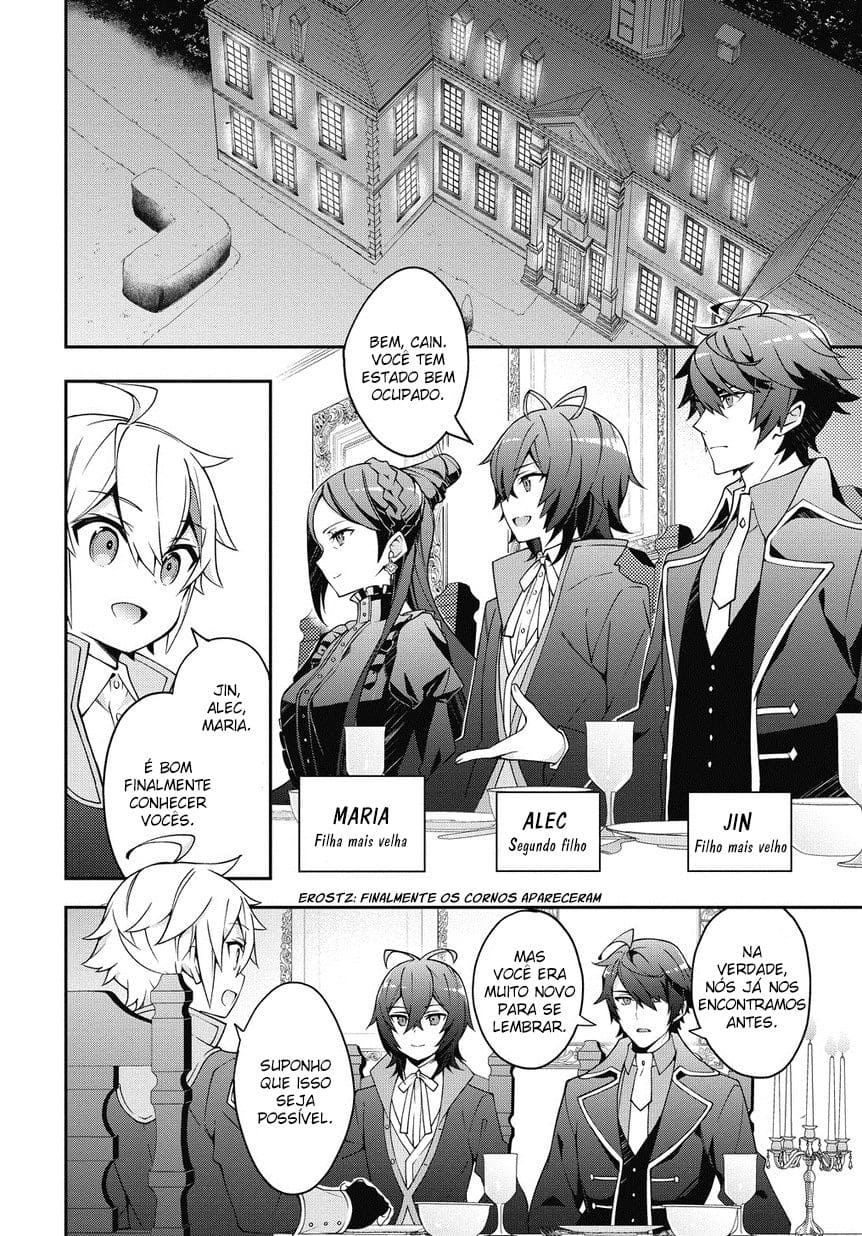 BEM, CAIN.
VOCÊ TEM
ESTADO BEM
OCUPADO.
JIN,
ALEC,
MARIA.
É BOM
FINALMENTE
CONHECER
VOCÊS.
JIN
Filho mais velho
ALEC
Segundo filho
MARIA
Filha mais velha
EROSTZ: FINALMENTE OS CORNOS APARECERAM
NA
VERDADE,
NÓS JÁ NOS
ENCONTRAMOS
ANTES.
MAS
VOCÊ ERA
MUITO NOVO
PARA SE
LEMBRAR.
SUPONHO
QUE ISSO
SEJA
POSSÍVEL.